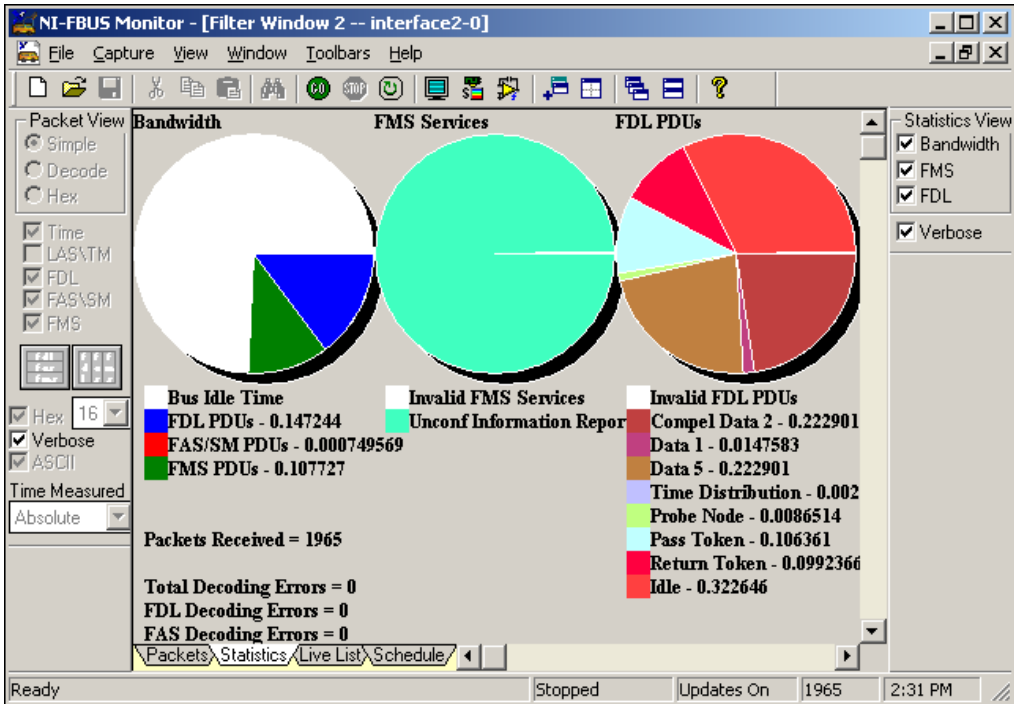 NI-FBUS Monitor - [Filter Window 2 -- interface2-0]
File Capture View Window Toolbars Help
GO STOP
Packet View
Simple
Decode
Hex
Time
LAS\TM
FDL
FAS\SM
FMS
Hex 16
Verbose
ASCII
Time Measured
Absolute
Bandwidth
Bus Idle Time
FDL PDUs - 0.147244
FAS/SM PDUs - 0.000749569
FMS PDUs - 0.107727
Packets Received = 1965
Total Decoding Errors = 0
FDL Decoding Errors = 0
FAS Decoding Errors = 0
FMS Services
Invalid FMS Services
Unconf Information Repor
FDL PDUs
Invalid FDL PDUs
Compel Data 2 - 0.222901
Data 1 - 0.0147583
Data 5 - 0.222901
Time Distribution - 0.002
Probe Node - 0.0086514
Pass Token - 0.106361
Return Token - 0.0992366
Idle - 0.322646
Statistics View
Bandwidth
FMS
FDL
Verbose
Packets Statistics Live List Schedule
Ready Stopped Updates On 1965 2:31 PM